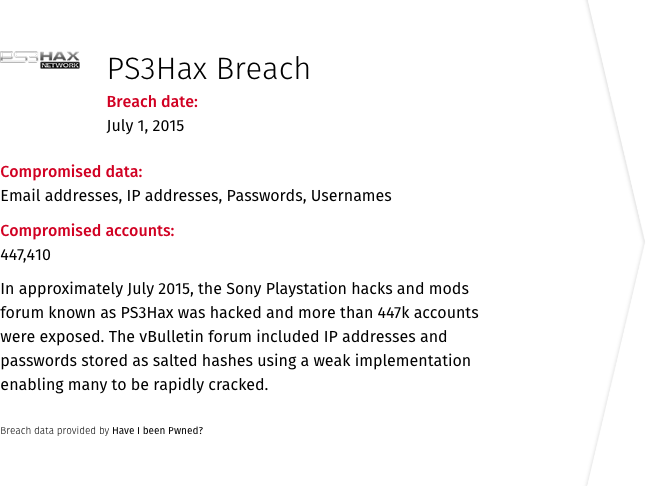 PS3HAX
NETWORK
PS3Hax Breach
Breach date:
July 1, 2015
Compromised data:
Email addresses, IP addresses, Passwords, Usernames
Compromised accounts:
447,410
In approximately July 2015, the Sony Playstation hacks and mods
forum known as PS3Hax was hacked and more than 447k accounts
were exposed. The vBulletin forum included IP addresses and
passwords stored as salted hashes using a weak implementation
enabling many to be rapidly cracked.
Breach data provided by Have I been Pwned?